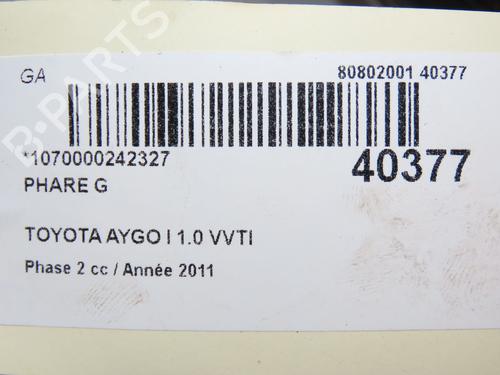 GA
80802001 40377
*1070000242327
40377
PHARE G
TOYOTA AYGO I 1.0 VVTI
Phase 2 cc / Année 2011
B-PARTS